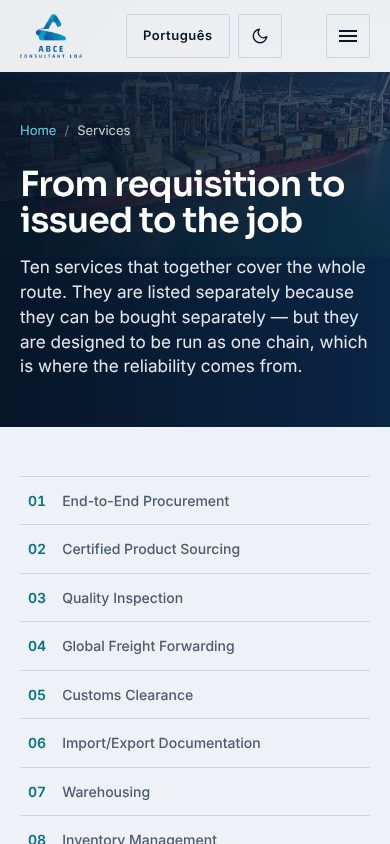 ABCE
CONSULTANT LDA
Português
Home / Services
From requisition to
issued to the job
Ten services that together cover the whole
route. They are listed separately because
they can be bought separately — but they
are designed to be run as one chain, which
is where the reliability comes from.
01 End-to-End Procurement
02 Certified Product Sourcing
03 Quality Inspection
04 Global Freight Forwarding
05 Customs Clearance
06 Import/Export Documentation
07 Warehousing
08 Inventory Management